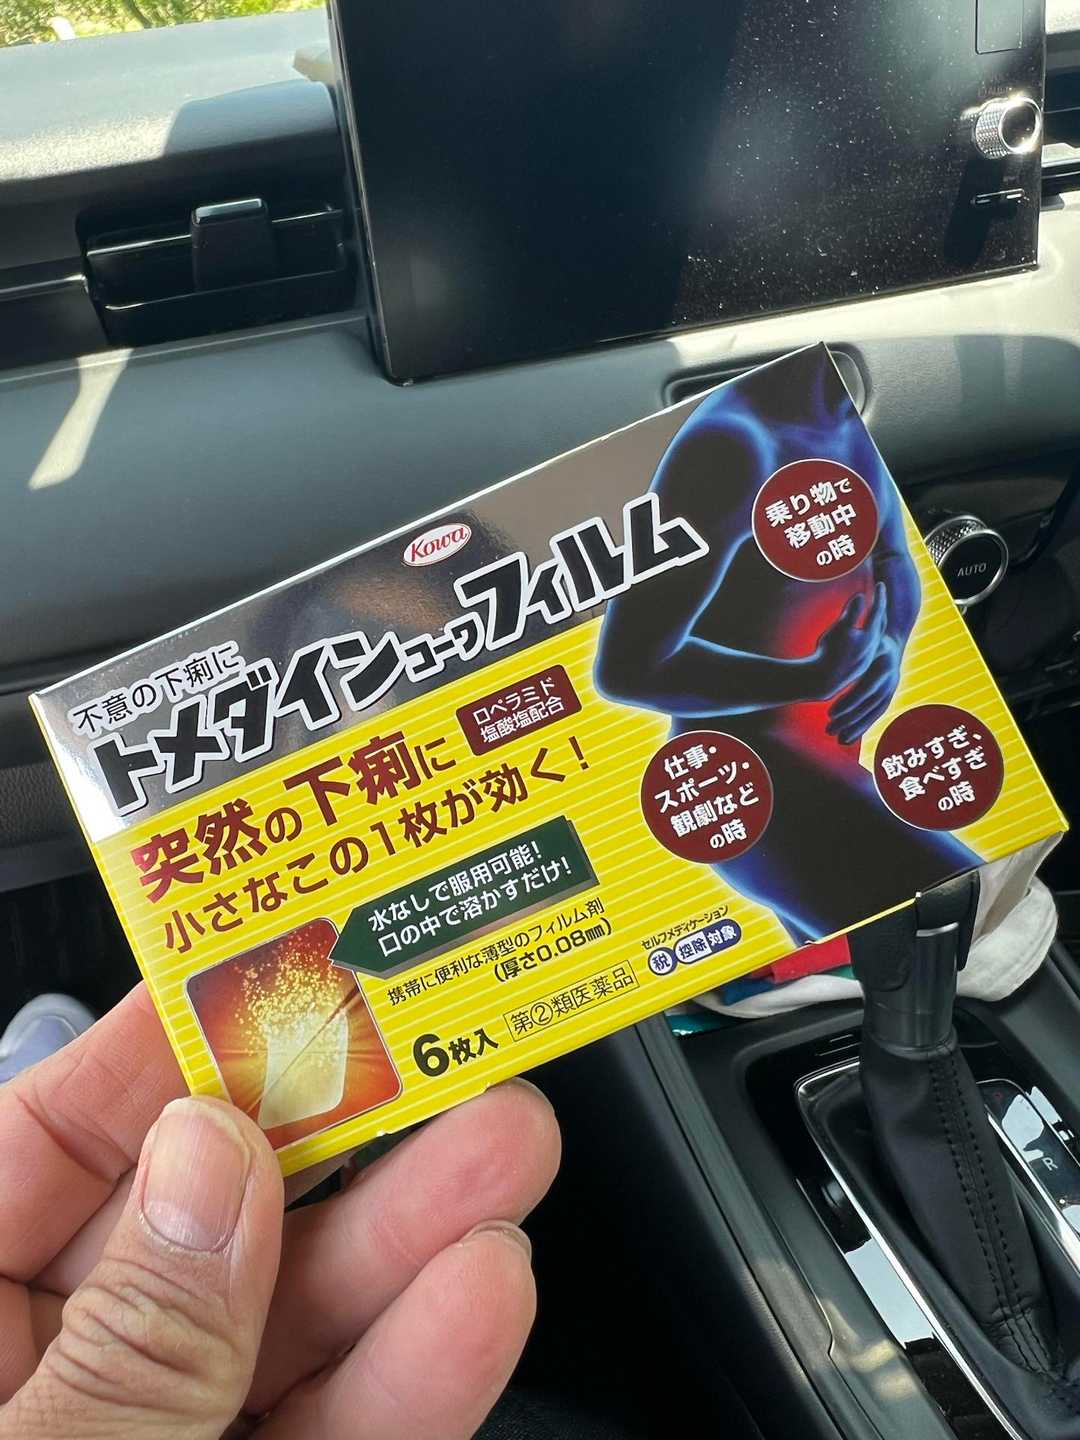 Kowa
不意の下痢に
トメダインコーワフィルム
ロペラミド
塩酸塩配合
突然の下痢に
小さなこの1枚が効く!
水なしで服用可能!
口の中で溶かすだけ!
携帯に便利な薄型のフィルム剤
(厚さ0.08mm)
6枚入
第②類医薬品
セルフメディケーション
税 控除 対象
乗り物で
移動中
の時
仕事・
スポーツ・
観劇など
の時
飲みすぎ、
食べすぎ
の時
AUTO
R